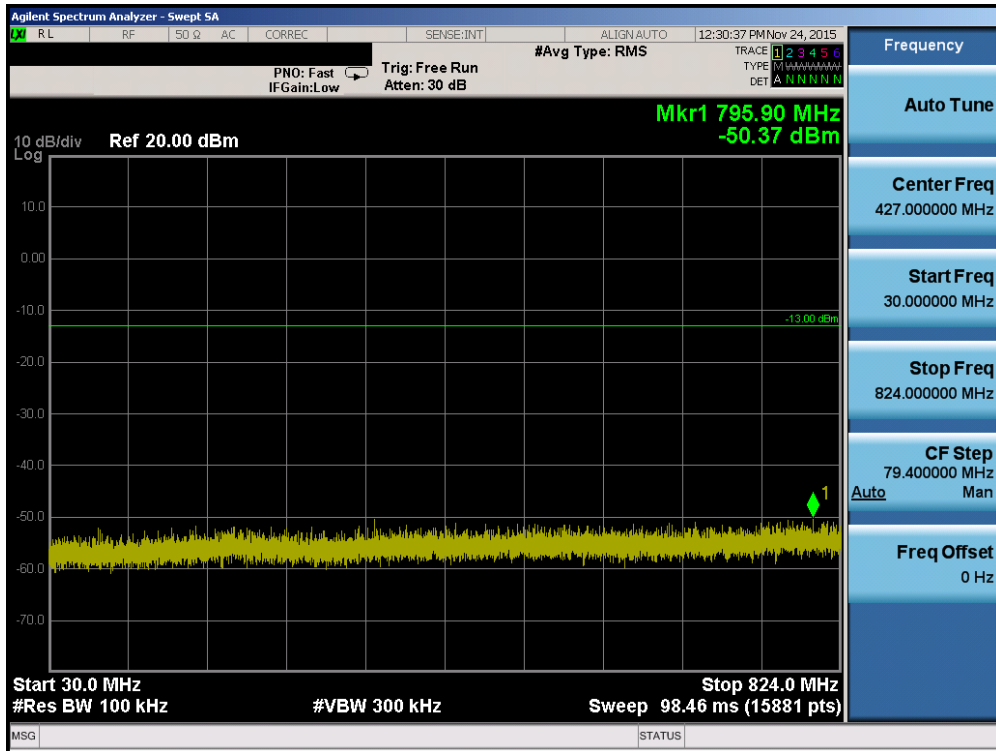 Agilent Spectrum Analyzer - Swept SA
LXI RL RF 50 Ω AC CORREC SENSE:INT ALIGN AUTO 12:30:37 PM Nov 24, 2015
#Avg Type: RMS
TRACE 1 2 3 4 5 6
PNO: Fast Trig: Free Run
TYPE M W W W W W
IFGain:Low Atten: 30 dB
DET A N N N N N
Mkr1 795.90 MHz
-50.37 dBm
10 dB/div Ref 20.00 dBm
Log
10.0
0.00
-10.0
-13.00 dBm
-20.0
-30.0
-40.0
1
-50.0
-60.0
-70.0
Start 30.0 MHz Stop 824.0 MHz
#Res BW 100 kHz #VBW 300 kHz Sweep 98.46 ms (15881 pts)
MSG STATUS
Frequency
Auto Tune
Center Freq
427.000000 MHz
Start Freq
30.000000 MHz
Stop Freq
824.000000 MHz
CF Step
79.400000 MHz
Auto Man
Freq Offset
0 Hz